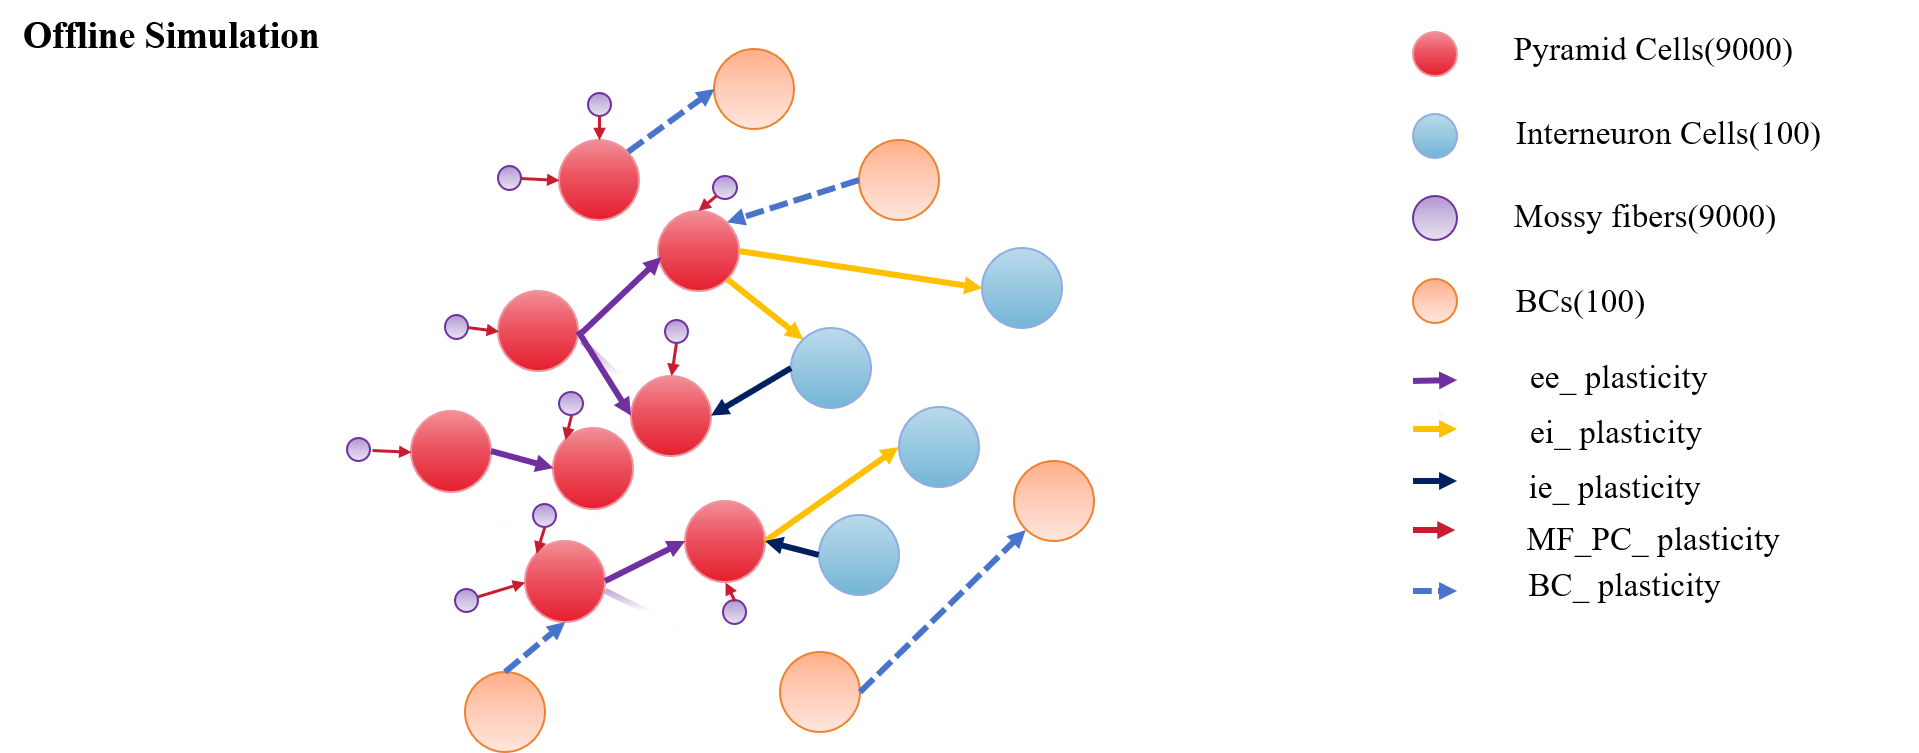 Offline Simulation
Pyramid Cells(9000)
Interneuron Cells(100)
Mossy fibers(9000)
BCs(100)
ee_ plasticity
ei_ plasticity
ie_ plasticity
MF_PC_ plasticity
BC_ plasticity